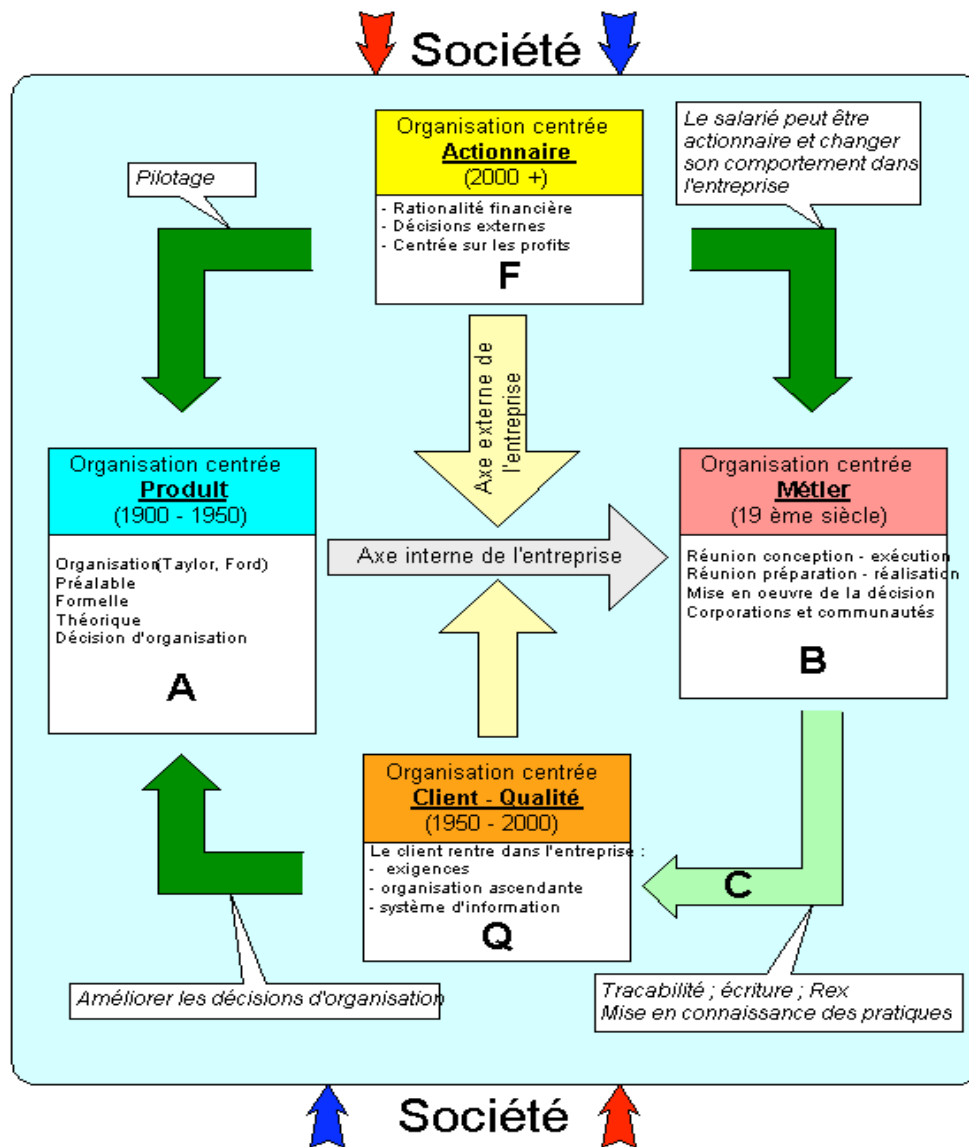 Société
Organisation centrée
Actionnaire
(2000 +)
- Rationalité financière
- Décisions externes
- Centrée sur les profits
F
Le salarié peut être
actionnaire et changer
son comportement dans
l'entreprise
Pilotage
Axe externe de
l'entreprise
Organisation centrée
Produit
(1900 - 1950)
Organisation (Taylor, Ford)
Préalable
Formelle
Théorique
Décision d'organisation
A
Axe interne de l'entreprise
Organisation centrée
Métier
(19 ème siècle)
Réunion conception - exécution
Réunion préparation - réalisation
Mise en oeuvre de la décision
Corporations et communautés
B
Organisation centrée
Client - Qualité
(1950 - 2000)
Le client rentre dans l'entreprise :
- exigences
- organisation ascendante
- système d'information
Q
C
Améliorer les décisions d'organisation
Tracabilité ; écriture ; Rex
Mise en connaissance des pratiques
Société